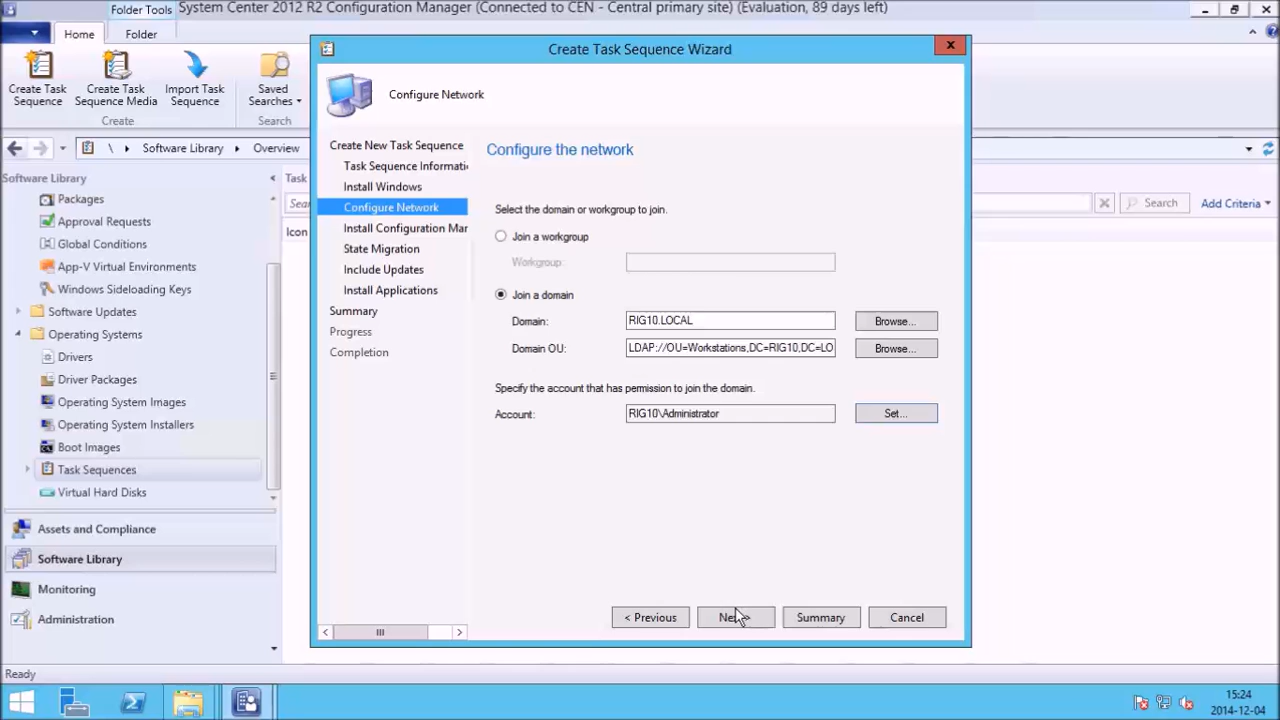 Folder Tools
System Center 2012 R2 Configuration Manager (Connected to CEN - Central primary site) (Evaluation, 89 days left)
Home
Folder
Create Task Sequence
Create Task Sequence Media
Import Task Sequence
Saved Searches
Create
Search
\ Software Library Overview
Software Library
Packages
Approval Requests
Global Conditions
App-V Virtual Environments
Windows Sideloading Keys
Software Updates
Operating Systems
Drivers
Driver Packages
Operating System Images
Operating System Installers
Boot Images
Task Sequences
Virtual Hard Disks
Assets and Compliance
Software Library
Monitoring
Administration
Task
Icon
Search
Add Criteria
Create Task Sequence Wizard
Configure Network
Create New Task Sequence
Task Sequence Informati
Install Windows
Configure Network
Install Configuration Mar
State Migration
Include Updates
Install Applications
Summary
Progress
Completion
Configure the network
Select the domain or workgroup to join.
Join a workgroup
Workgroup:
Join a domain
Domain: RIG10.LOCAL Browse...
Domain OU: LDAP://OU=Workstations,DC=RIG10,DC=LO Browse...
Specify the account that has permission to join the domain.
Account: RIG10\Administrator Set...
< Previous
Summary
Cancel
Ready
15:24
2014-12-04